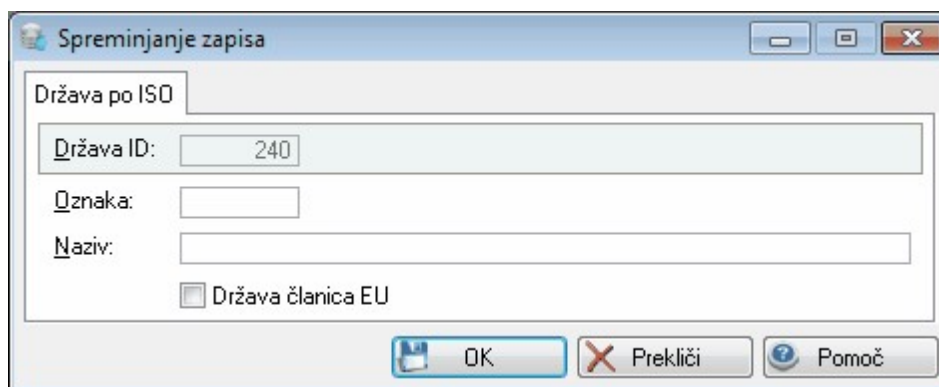 Spreminjanje zapisa
Država po ISO
Država ID: 240
Oznaka:
Naziv:
Država članica EU
OK Prekliči Pomoč